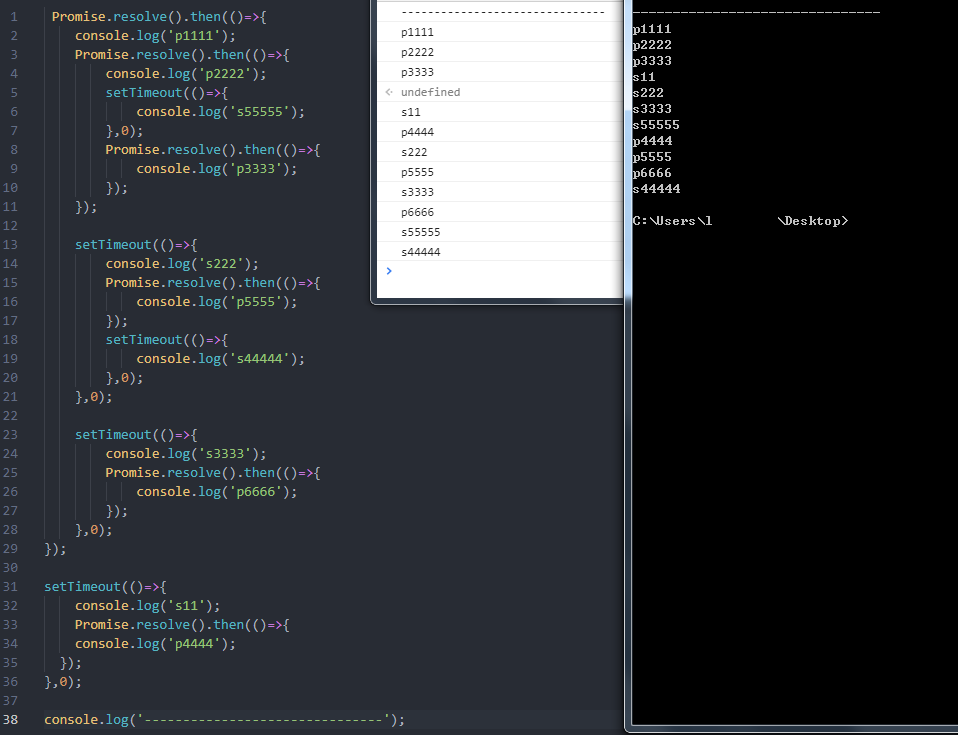 1 Promise.resolve().then(()=>{
2 console.log('p1111');
3 Promise.resolve().then(()=>{
4 console.log('p2222');
5 setTimeout(()=>{
6 console.log('s55555');
7 },0);
8 Promise.resolve().then(()=>{
9 console.log('p3333');
10 });
11 });
12
13 setTimeout(()=>{
14 console.log('s222');
15 Promise.resolve().then(()=>{
16 console.log('p5555');
17 });
18 setTimeout(()=>{
19 console.log('s44444');
20 },0);
21 },0);
22
23 setTimeout(()=>{
24 console.log('s3333');
25 Promise.resolve().then(()=>{
26 console.log('p6666');
27 });
28 },0);
29 });
30
31 setTimeout(()=>{
32 console.log('s11');
33 Promise.resolve().then(()=>{
34 console.log('p4444');
35 });
36 },0);
37
38 console.log('-------------------------------');
-------------------------------
p1111
p2222
p3333
undefined
s11
p4444
s222
p5555
s3333
p6666
s55555
s44444
>
-------------------------------
p1111
p2222
p3333
s11
s222
s3333
s55555
p4444
p5555
p6666
s44444
C:\Users\l \Desktop>